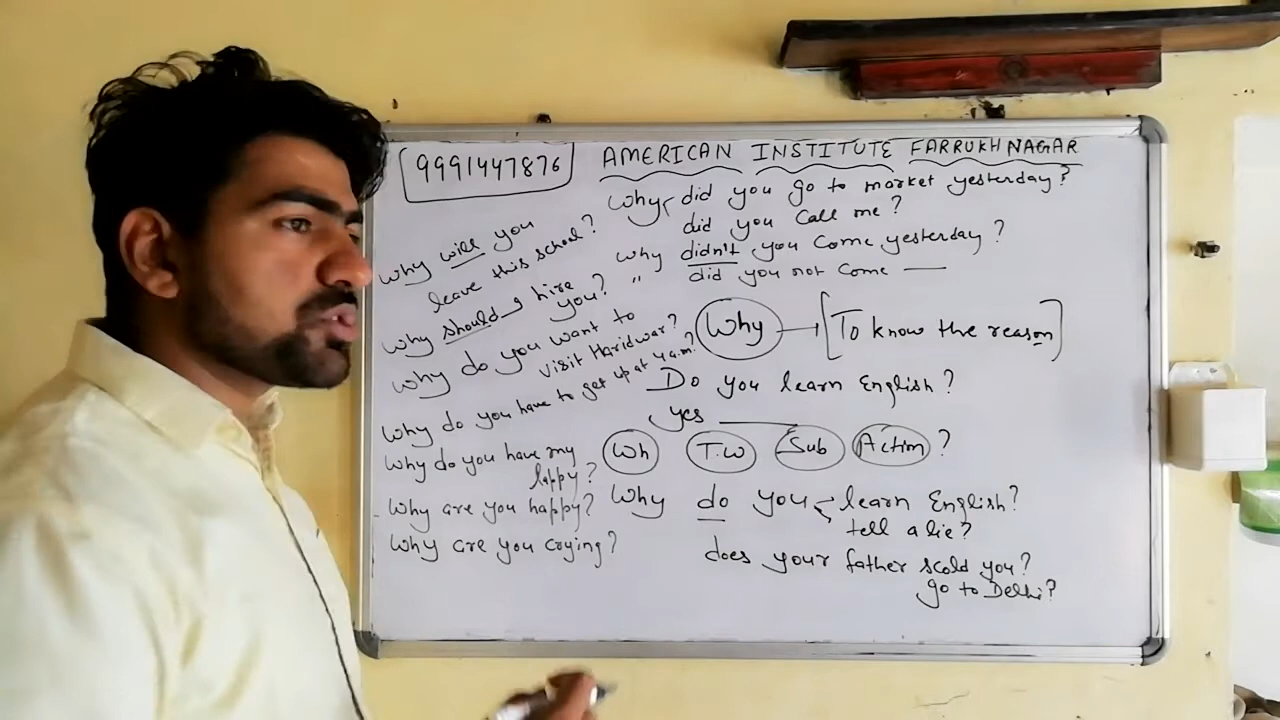 9991447876
AMERICAN INSTITUTE FARRUKHNAGAR
Why did you go to market yesterday?
did you call me?
Why didn't you come yesterday?
" did you not come —
Why → [To know the reason]
Do you learn English?
Yes ______
Wh T.W Sub Action ?
Why do you learn English?
tell a lie?
does your father scold you?
go to Delhi?
Why will you
leave this school?
Why should I hire
you?
Why do you want to
visit Haridwar?
Why do you have to get up at 4 a.m.?
Why do you have my
lappy?
Why are you happy?
Why are you crying?